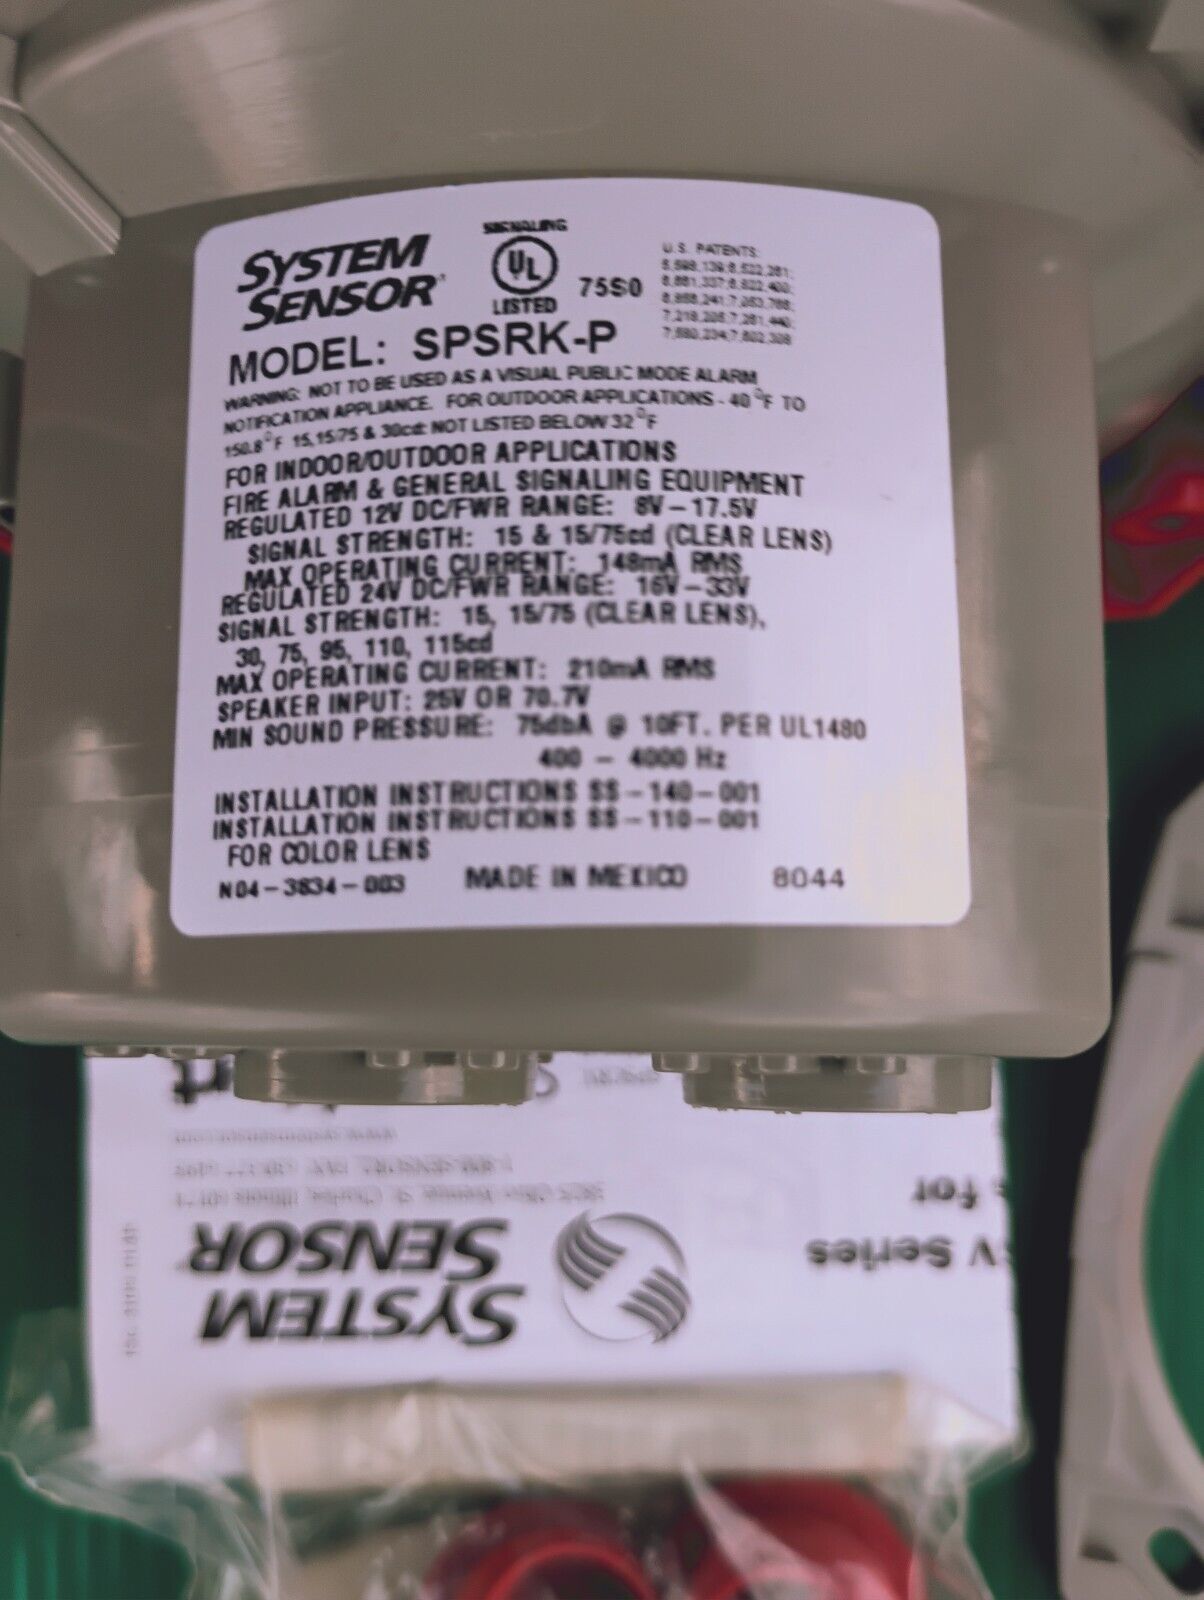 SYSTEM
SENSOR
SIGNALING
UL
LISTED
75S0
U.S. PATENTS:
MODEL: SPSRK-P
WARNING: NOT TO BE USED AS A VISUAL PUBLIC MODE ALARM
NOTIFICATION APPLIANCE. FOR OUTDOOR APPLICATIONS - 40°F TO
150.8°F 15,15/75 & 30cd: NOT LISTED BELOW 32°F
FOR INDOOR/OUTDOOR APPLICATIONS
FIRE ALARM & GENERAL SIGNALING EQUIPMENT
REGULATED 12V DC/FWR RANGE: 8V-17.5V
SIGNAL STRENGTH: 15 & 15/75cd (CLEAR LENS)
MAX OPERATING CURRENT: 148mA RMS
REGULATED 24V DC/FWR RANGE: 16V-33V
SIGNAL STRENGTH: 15, 15/75 (CLEAR LENS),
30, 75, 95, 110, 115cd
MAX OPERATING CURRENT: 210mA RMS
SPEAKER INPUT: 25V OR 70.7V
MIN SOUND PRESSURE: 75dbA @ 10FT. PER UL1480
400 - 4000 Hz
INSTALLATION INSTRUCTIONS SS-140-001
INSTALLATION INSTRUCTIONS SS-110-001
FOR COLOR LENS
N04-3834-003 MADE IN MEXICO 8044
SYSTEM
SENSOR
V Series
for